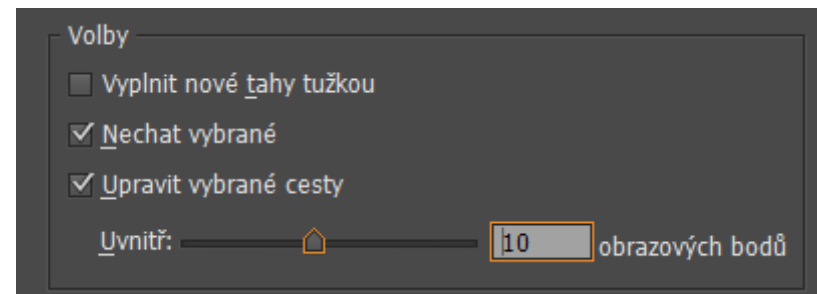 Volby
Vyplnit nové tahy tužkou
Nechat vybrané
Upravit vybrané cesty
Uvnitř: 10 obrazových bodů